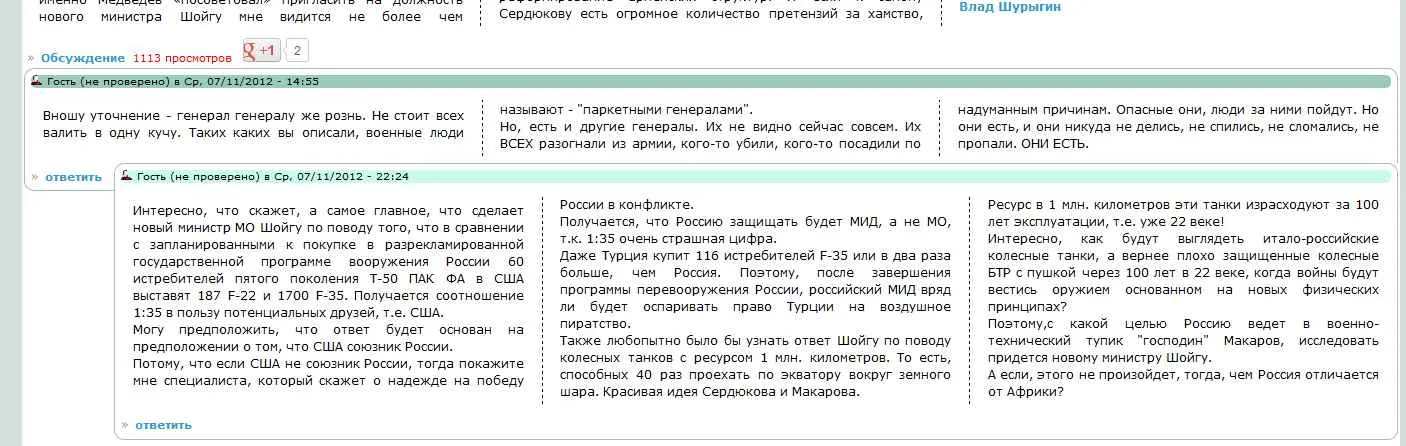 именно Медведев «посоветовал» пригласить на должность
нового министра Шойгу мне видится не более чем
Сердюкову есть огромное количество претензий за хамство,
Влад Шурыгин
» Обсуждение 1113 просмотров +1 2
Гость (не проверено) в Ср, 07/11/2012 - 14:55
Вношу уточнение - генерал генералу же рознь. Не стоит всех
валить в одну кучу. Таких каких вы описали, военные люди
называют - "паркетными генералами".
Но, есть и другие генералы. Их не видно сейчас совсем. Их
ВСЕХ разогнали из армии, кого-то убили, кого-то посадили по
надуманным причинам. Опасные они, люди за ними пойдут. Но
они есть, и они никуда не делись, не спились, не сломались, не
пропали. ОНИ ЕСТЬ.
» ответить
Гость (не проверено) в Ср, 07/11/2012 - 22:24
Интересно, что скажет, а самое главное, что сделает
новый министр МО Шойгу по поводу того, что в сравнении
с запланированными к покупке в разрекламированной
государственной программе вооружения России 60
истребителей пятого поколения Т-50 ПАК ФА в США
выставят 187 F-22 и 1700 F-35. Получается соотношение
1:35 в пользу потенциальных друзей, т.е. США.
Могу предположить, что ответ будет основан на
предположении о том, что США союзник России.
Потому, что если США не союзник России, тогда покажите
мне специалиста, который скажет о надежде на победу
России в конфликте.
Получается, что Россию защищать будет МИД, а не МО,
т.к. 1:35 очень страшная цифра.
Даже Турция купит 116 истребителей F-35 или в два раза
больше, чем Россия. Поэтому, после завершения
программы перевооружения России, российский МИД вряд
ли будет оспаривать право Турции на воздушное
пиратство.
Также любопытно было бы узнать ответ Шойгу по поводу
колесных танков с ресурсом 1 млн. километров. То есть,
способных 40 раз проехать по экватору вокруг земного
шара. Красивая идея Сердюкова и Макарова.
Ресурс в 1 млн. километров эти танки израсходуют за 100
лет эксплуатации, т.е. уже 22 веке!
Интересно, как будут выглядеть итало-российские
колесные танки, а вернее плохо защищенные колесные
БТР с пушкой через 100 лет в 22 веке, когда войны будут
вестись оружием основанном на новых физических
принципах?
Поэтому,с какой целью Россию ведет в военно-
технический тупик "господин" Макаров, исследовать
придется новому министру Шойгу.
А если, этого не произойдет, тогда, чем Россия отличается
от Африки?
» ответить